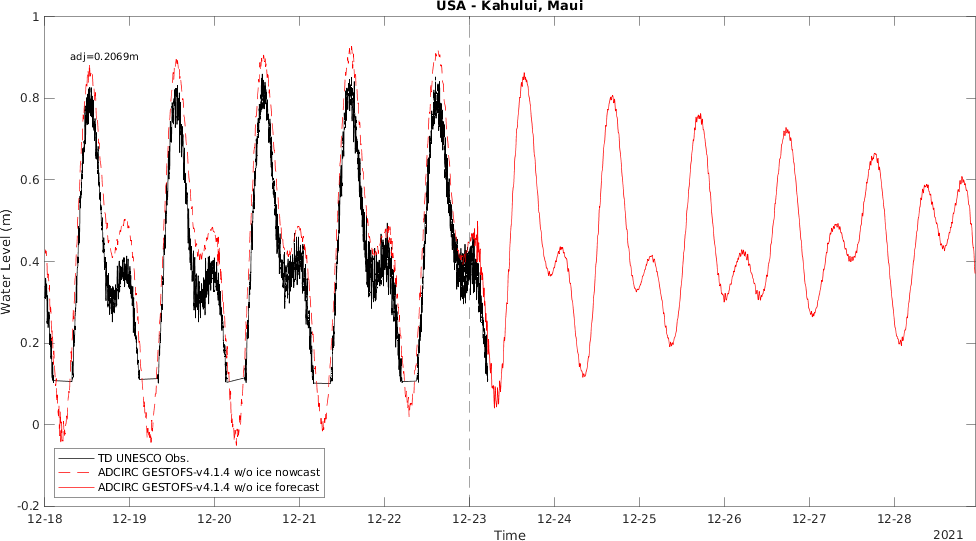 USA - Kahului, Maui
adj=0.2069m
Water Level (m)
1
0.8
0.6
0.4
0.2
0
-0.2
TD UNESCO Obs.
ADCIRC GESTOFS-v4.1.4 w/o ice nowcast
ADCIRC GESTOFS-v4.1.4 w/o ice forecast
12-18 12-19 12-20 12-21 12-22 12-23 12-24 12-25 12-26 12-27 12-28
Time
2021